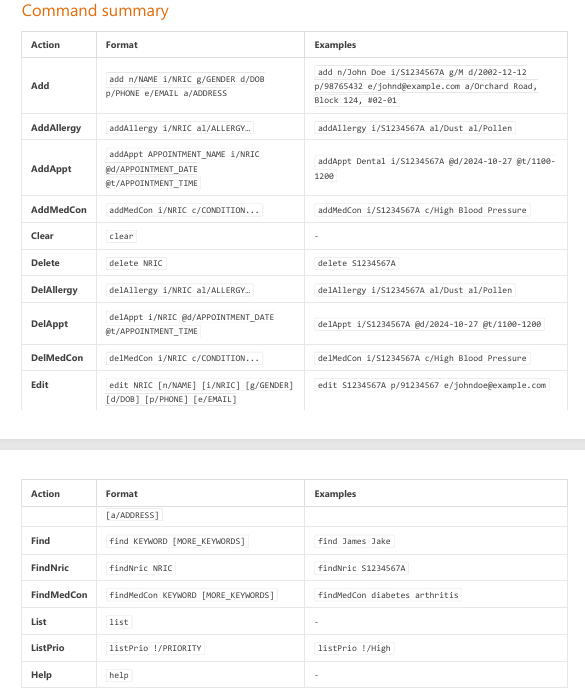 Command summary
Action Format Examples
Add add n/NAME i/NRIC g/GENDER d/DOB p/PHONE e/EMAIL a/ADDRESS add n/John Doe i/S1234567A g/M d/2002-12-12 p/98765432 e/johnd@example.com a/Orchard Road, Block 124, #02-01
AddAllergy addAllergy i/NRIC al/ALLERGY… addAllergy i/S1234567A al/Dust al/Pollen
AddAppt addAppt APPOINTMENT_NAME i/NRIC @d/APPOINTMENT_DATE @t/APPOINTMENT_TIME addAppt Dental i/S1234567A @d/2024-10-27 @t/1100-1200
AddMedCon addMedCon i/NRIC c/CONDITION... addMedCon i/S1234567A c/High Blood Pressure
Clear clear -
Delete delete NRIC delete S1234567A
DelAllergy delAllergy i/NRIC al/ALLERGY… delAllergy i/S1234567A al/Dust al/Pollen
DelAppt delAppt i/NRIC @d/APPOINTMENT_DATE @t/APPOINTMENT_TIME delAppt i/S1234567A @d/2024-10-27 @t/1100-1200
DelMedCon delMedCon i/NRIC c/CONDITION... delMedCon i/S1234567A c/High Blood Pressure
Edit edit NRIC [n/NAME] [i/NRIC] [g/GENDER] [d/DOB] [p/PHONE] [e/EMAIL] edit S1234567A p/91234567 e/johndoe@example.com
Action Format Examples
[a/ADDRESS]
Find find KEYWORD [MORE_KEYWORDS] find James Jake
FindNric findNric NRIC findNric S1234567A
FindMedCon findMedCon KEYWORD [MORE_KEYWORDS] findMedCon diabetes arthritis
List list -
ListPrio listPrio !/PRIORITY listPrio !/High
Help help -